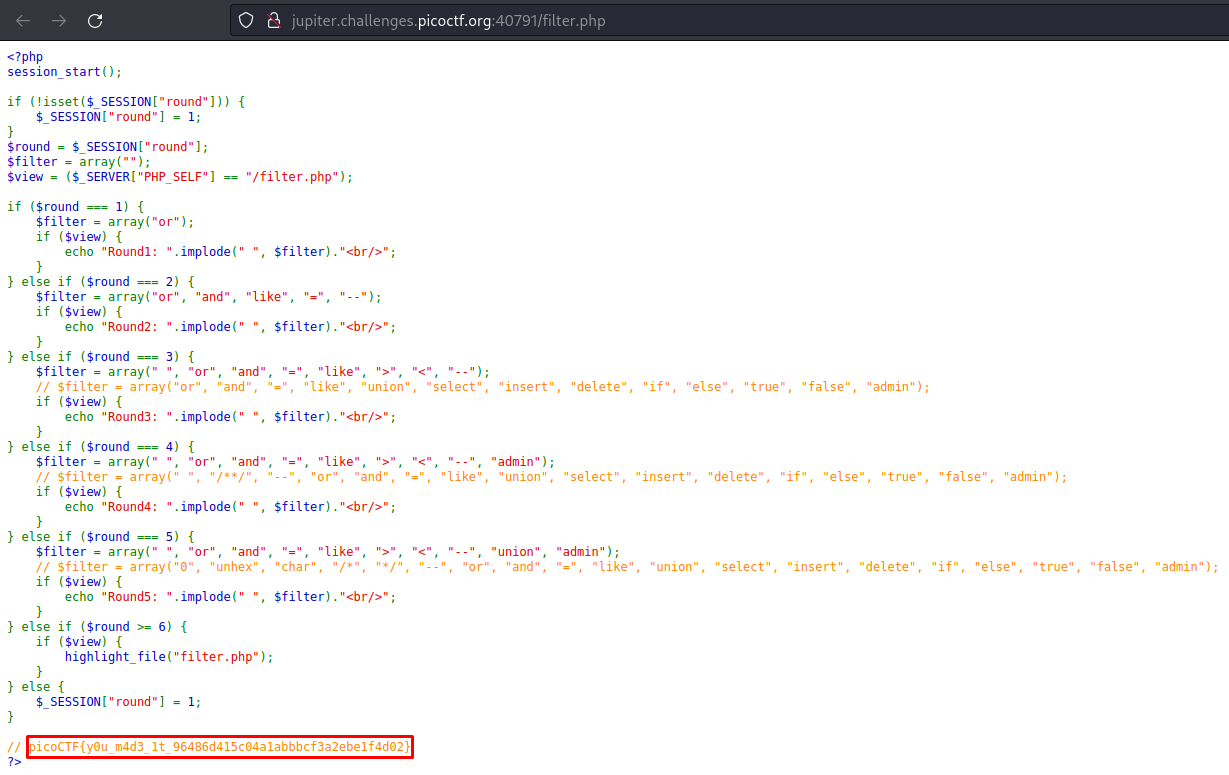 jupiter.challenges.picoctf.org:40791/filter.php
<?php
session_start();
if (!isset($_SESSION["round"])) {
    $_SESSION["round"] = 1;
}
$round = $_SESSION["round"];
$filter = array("");
$view = ($_SERVER["PHP_SELF"] == "/filter.php");
if ($round === 1) {
    $filter = array("or");
    if ($view) {
        echo "Round1: ".implode(" ", $filter)."<br/>";
    }
} else if ($round === 2) {
    $filter = array("or", "and", "like", "=", "--");
    if ($view) {
        echo "Round2: ".implode(" ", $filter)."<br/>";
    }
} else if ($round === 3) {
    $filter = array(" ", "or", "and", "=", "like", ">", "<", "--");
    // $filter = array("or", "and", "=", "like", "union", "select", "insert", "delete", "if", "else", "true", "false", "admin");
    if ($view) {
        echo "Round3: ".implode(" ", $filter)."<br/>";
    }
} else if ($round === 4) {
    $filter = array(" ", "or", "and", "=", "like", ">", "<", "--", "admin");
    // $filter = array(" ", "/**/", "--", "or", "and", "=", "like", "union", "select", "insert", "delete", "if", "else", "true", "false", "admin");
    if ($view) {
        echo "Round4: ".implode(" ", $filter)."<br/>";
    }
} else if ($round === 5) {
    $filter = array(" ", "or", "and", "=", "like", ">", "<", "--", "union", "admin");
    // $filter = array("0", "unhex", "char", "/*", "*/", "--", "or", "and", "=", "like", "union", "select", "insert", "delete", "if", "else", "true", "false", "admin");
    if ($view) {
        echo "Round5: ".implode(" ", $filter)."<br/>";
    }
} else if ($round >= 6) {
    if ($view) {
        highlight_file("filter.php");
    }
} else {
    $_SESSION["round"] = 1;
}
// picoCTF{y0u_m4d3_1t_96486d415c04a1abbbcf3a2ebe1f4d02}
?>